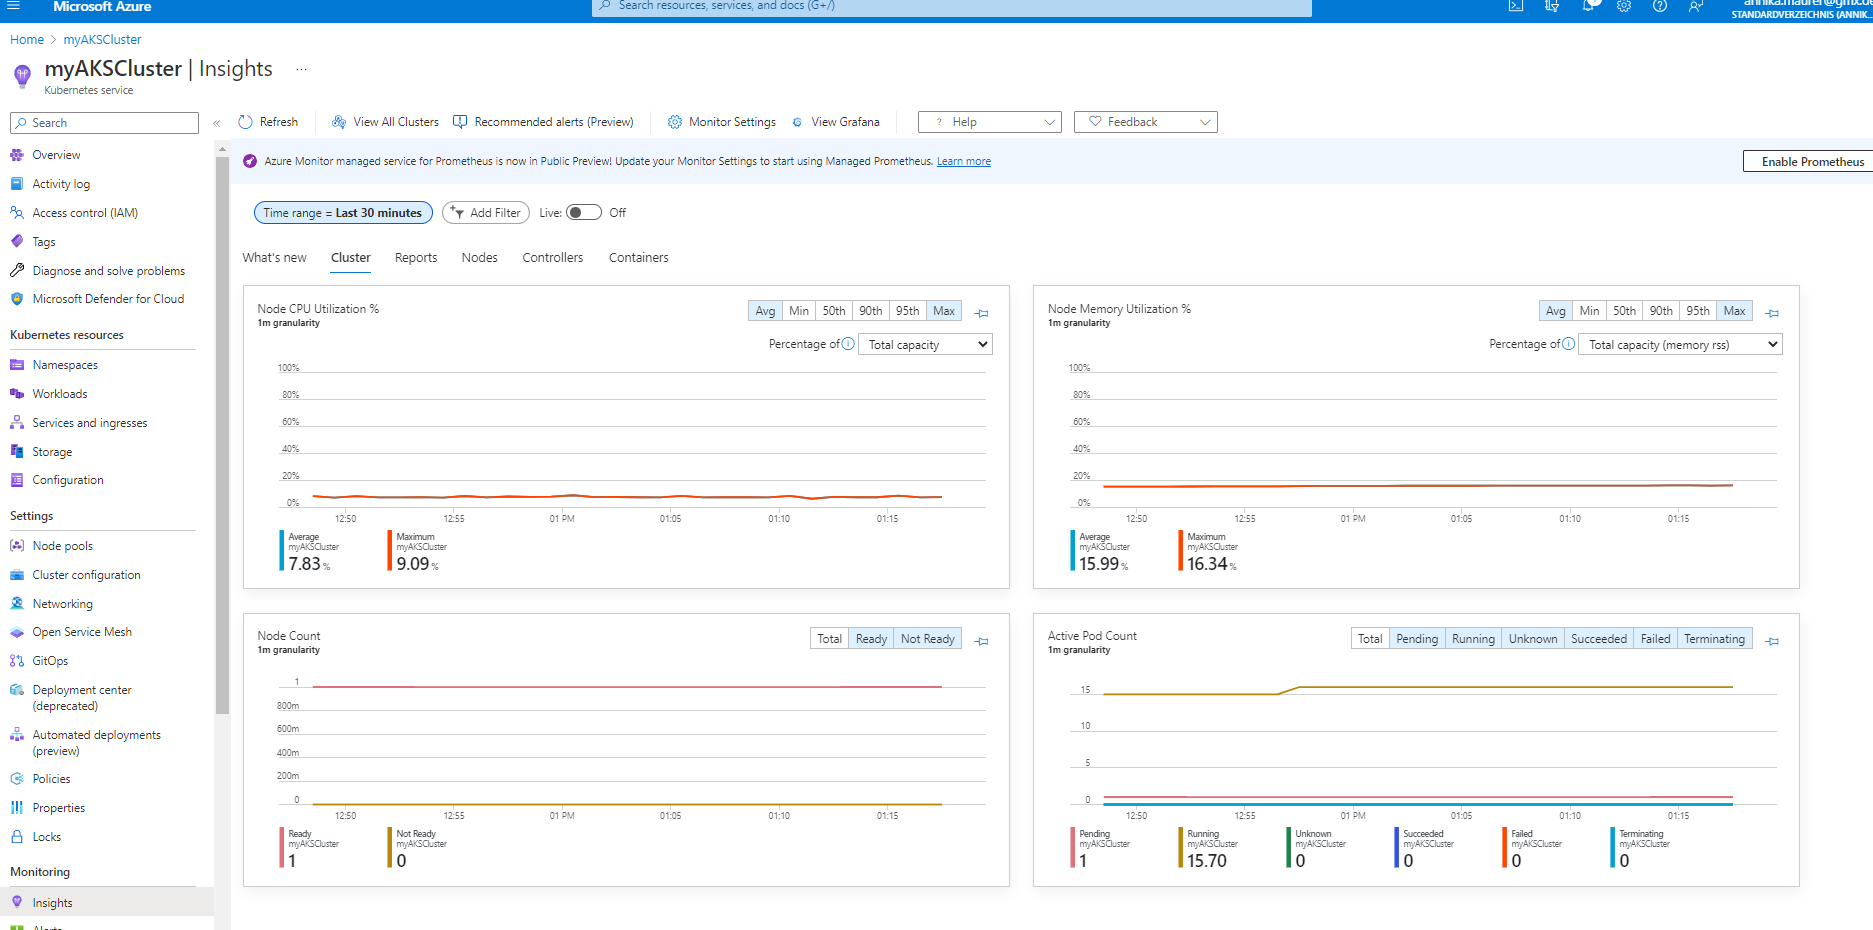 Microsoft Azure
Search resources, services, and docs (G+/)
STANDARDVERZEICHNIS (ANNIK...
Home > myAKSCluster
myAKSCluster | Insights ...
Kubernetes service
Search
«
Refresh
View All Clusters
Recommended alerts (Preview)
Monitor Settings
View Grafana
? Help
Feedback
Azure Monitor managed service for Prometheus is now in Public Preview! Update your Monitor Settings to start using Managed Prometheus. Learn more
Enable Prometheus
Overview
Activity log
Access control (IAM)
Tags
Diagnose and solve problems
Microsoft Defender for Cloud
Kubernetes resources
Namespaces
Workloads
Services and ingresses
Storage
Configuration
Settings
Node pools
Cluster configuration
Networking
Open Service Mesh
GitOps
Deployment center
(deprecated)
Automated deployments
(preview)
Policies
Properties
Locks
Monitoring
Insights
Time range = Last 30 minutes
Add Filter
Live: Off
What's new
Cluster
Reports
Nodes
Controllers
Containers
Node CPU Utilization %
1m granularity
Avg Min 50th 90th 95th Max
Percentage of Total capacity
100%
80%
60%
40%
20%
0%
12:50 12:55 01 PM 01:05 01:10 01:15
Average
myAKSCluster
7.83 %
Maximum
myAKSCluster
9.09 %
Node Memory Utilization %
1m granularity
Avg Min 50th 90th 95th Max
Percentage of Total capacity (memory rss)
100%
80%
60%
40%
20%
0%
12:50 12:55 01 PM 01:05 01:10 01:15
Average
myAKSCluster
15.99 %
Maximum
myAKSCluster
16.34 %
Node Count
1m granularity
Total Ready Not Ready
1
800m
600m
400m
200m
0
12:50 12:55 01 PM 01:05 01:10 01:15
Ready
myAKSCluster
1
Not Ready
myAKSCluster
0
Active Pod Count
1m granularity
Total Pending Running Unknown Succeeded Failed Terminating
15
10
5
0
12:50 12:55 01 PM 01:05 01:10 01:15
Pending
myAKSCluster
1
Running
myAKSCluster
15.70
Unknown
myAKSCluster
0
Succeeded
myAKSCluster
0
Failed
myAKSCluster
0
Terminating
myAKSCluster
0